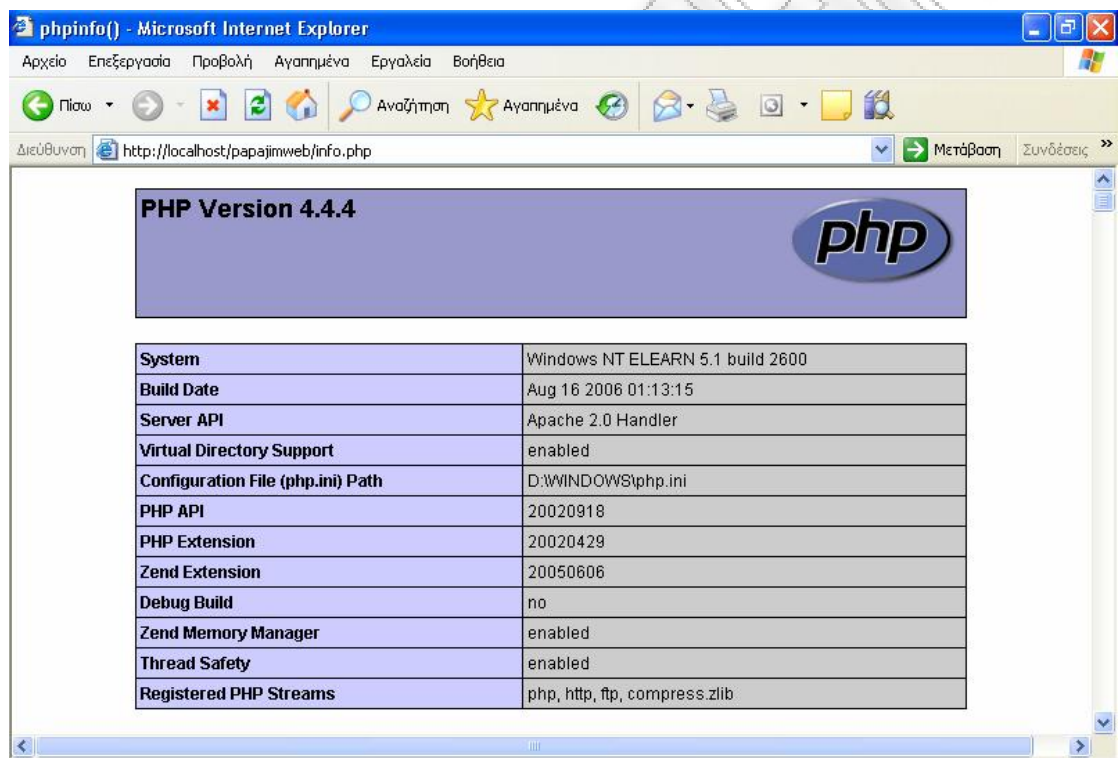 phpinfo() - Microsoft Internet Explorer
Αρχείο Επεξεργασία Προβολή Αγαπημένα Εργαλεία Βοήθεια
Πίσω Αναζήτηση Αγαπημένα
Διεύθυνση http://localhost/papajimweb/info.php Μετάβαση Συνδέσεις »
PHP Version 4.4.4
php
System Windows NT ELEARN 5.1 build 2600
Build Date Aug 16 2006 01:13:15
Server API Apache 2.0 Handler
Virtual Directory Support enabled
Configuration File (php.ini) Path D:\WINDOWS\php.ini
PHP API 20020918
PHP Extension 20020429
Zend Extension 20050606
Debug Build no
Zend Memory Manager enabled
Thread Safety enabled
Registered PHP Streams php, http, ftp, compress.zlib